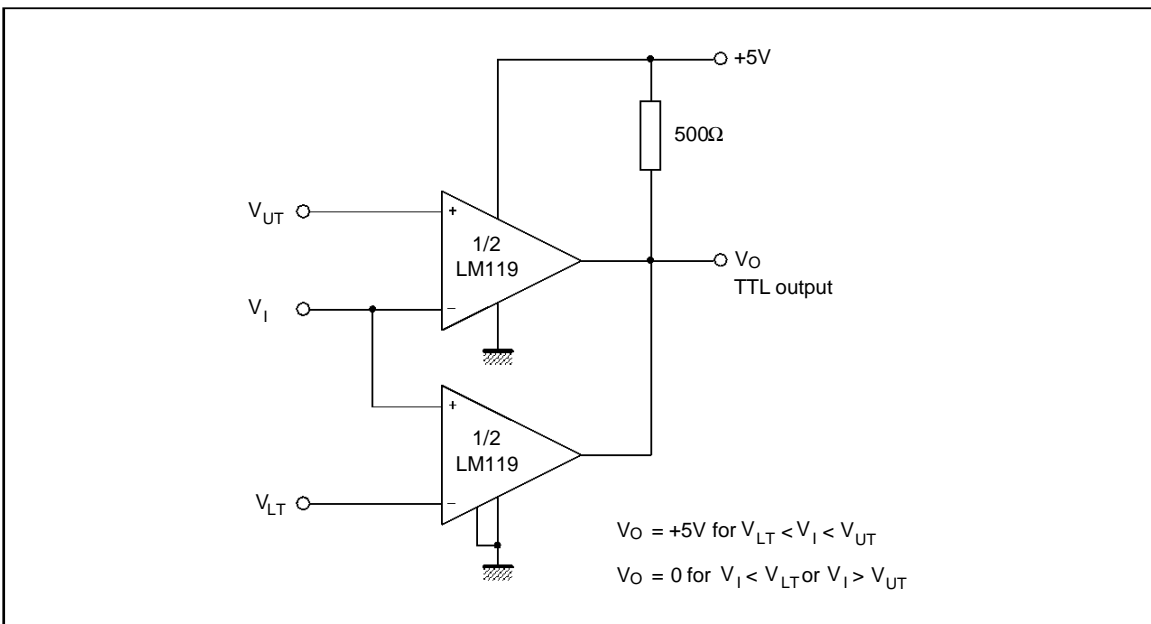 +5V
500Ω
V_UT
+
1/2
LM119
−
V_I
V_O
TTL output
+
1/2
LM119
−
V_LT
V_O = +5V for V_LT < V_I < V_UT
V_O = 0 for V_I < V_LT or V_I > V_UT